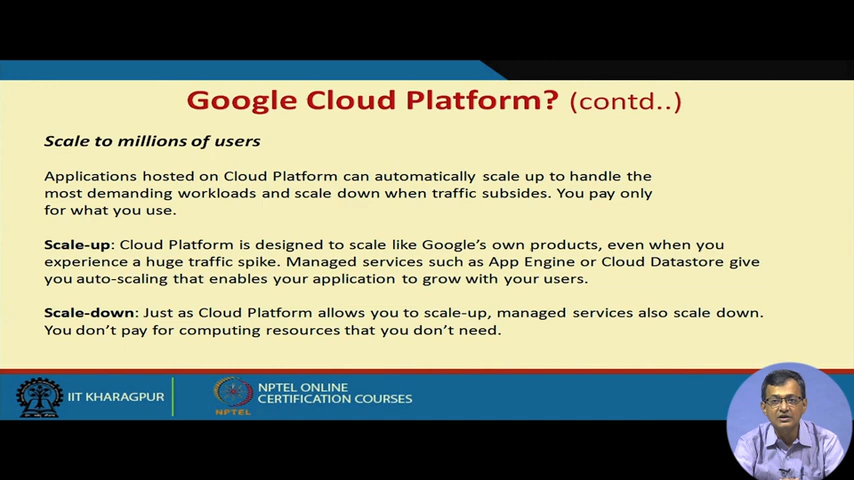 Google Cloud Platform? (contd..)
Scale to millions of users
Applications hosted on Cloud Platform can automatically scale up to handle the
most demanding workloads and scale down when traffic subsides. You pay only
for what you use.
Scale-up: Cloud Platform is designed to scale like Google's own products, even when you
experience a huge traffic spike. Managed services such as App Engine or Cloud Datastore give
you auto-scaling that enables your application to grow with your users.
Scale-down: Just as Cloud Platform allows you to scale-up, managed services also scale down.
You don't pay for computing resources that you don't need.
IIT KHARAGPUR
NPTEL
NPTEL ONLINE
CERTIFICATION COURSES